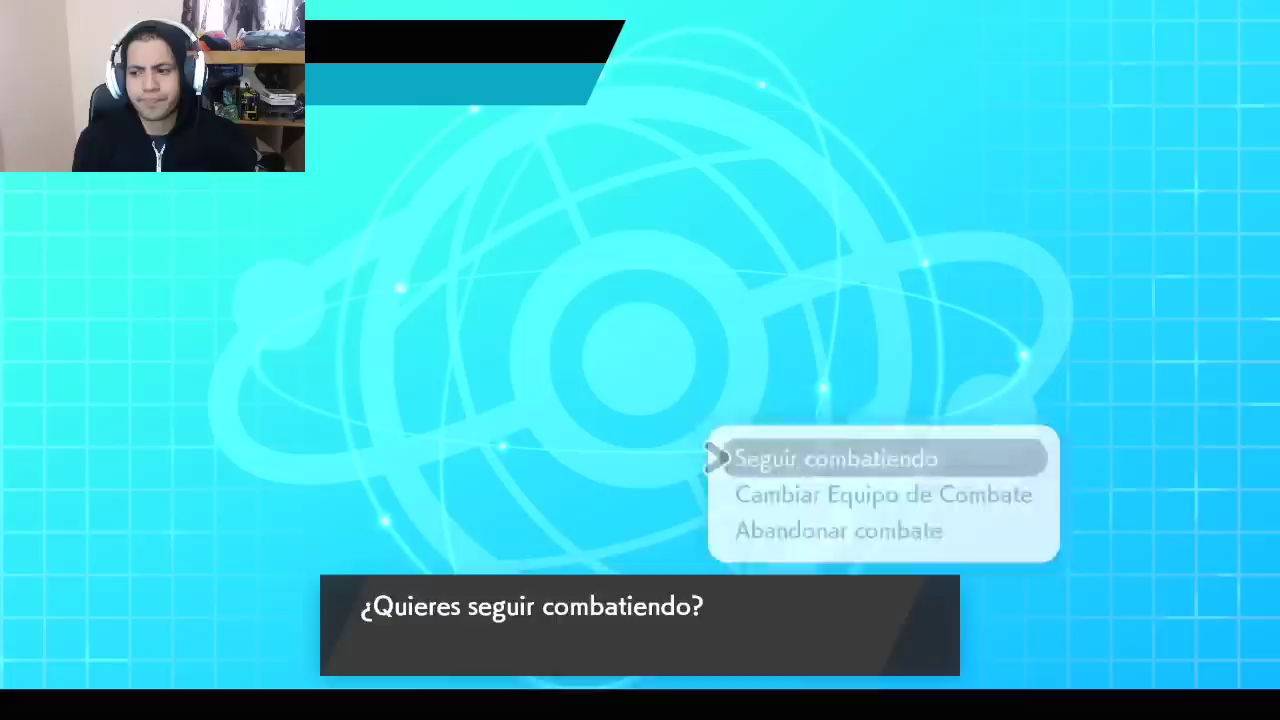 Seguir combatiendo
Cambiar Equipo de Combate
Abandonar combate
¿Quieres seguir combatiendo?